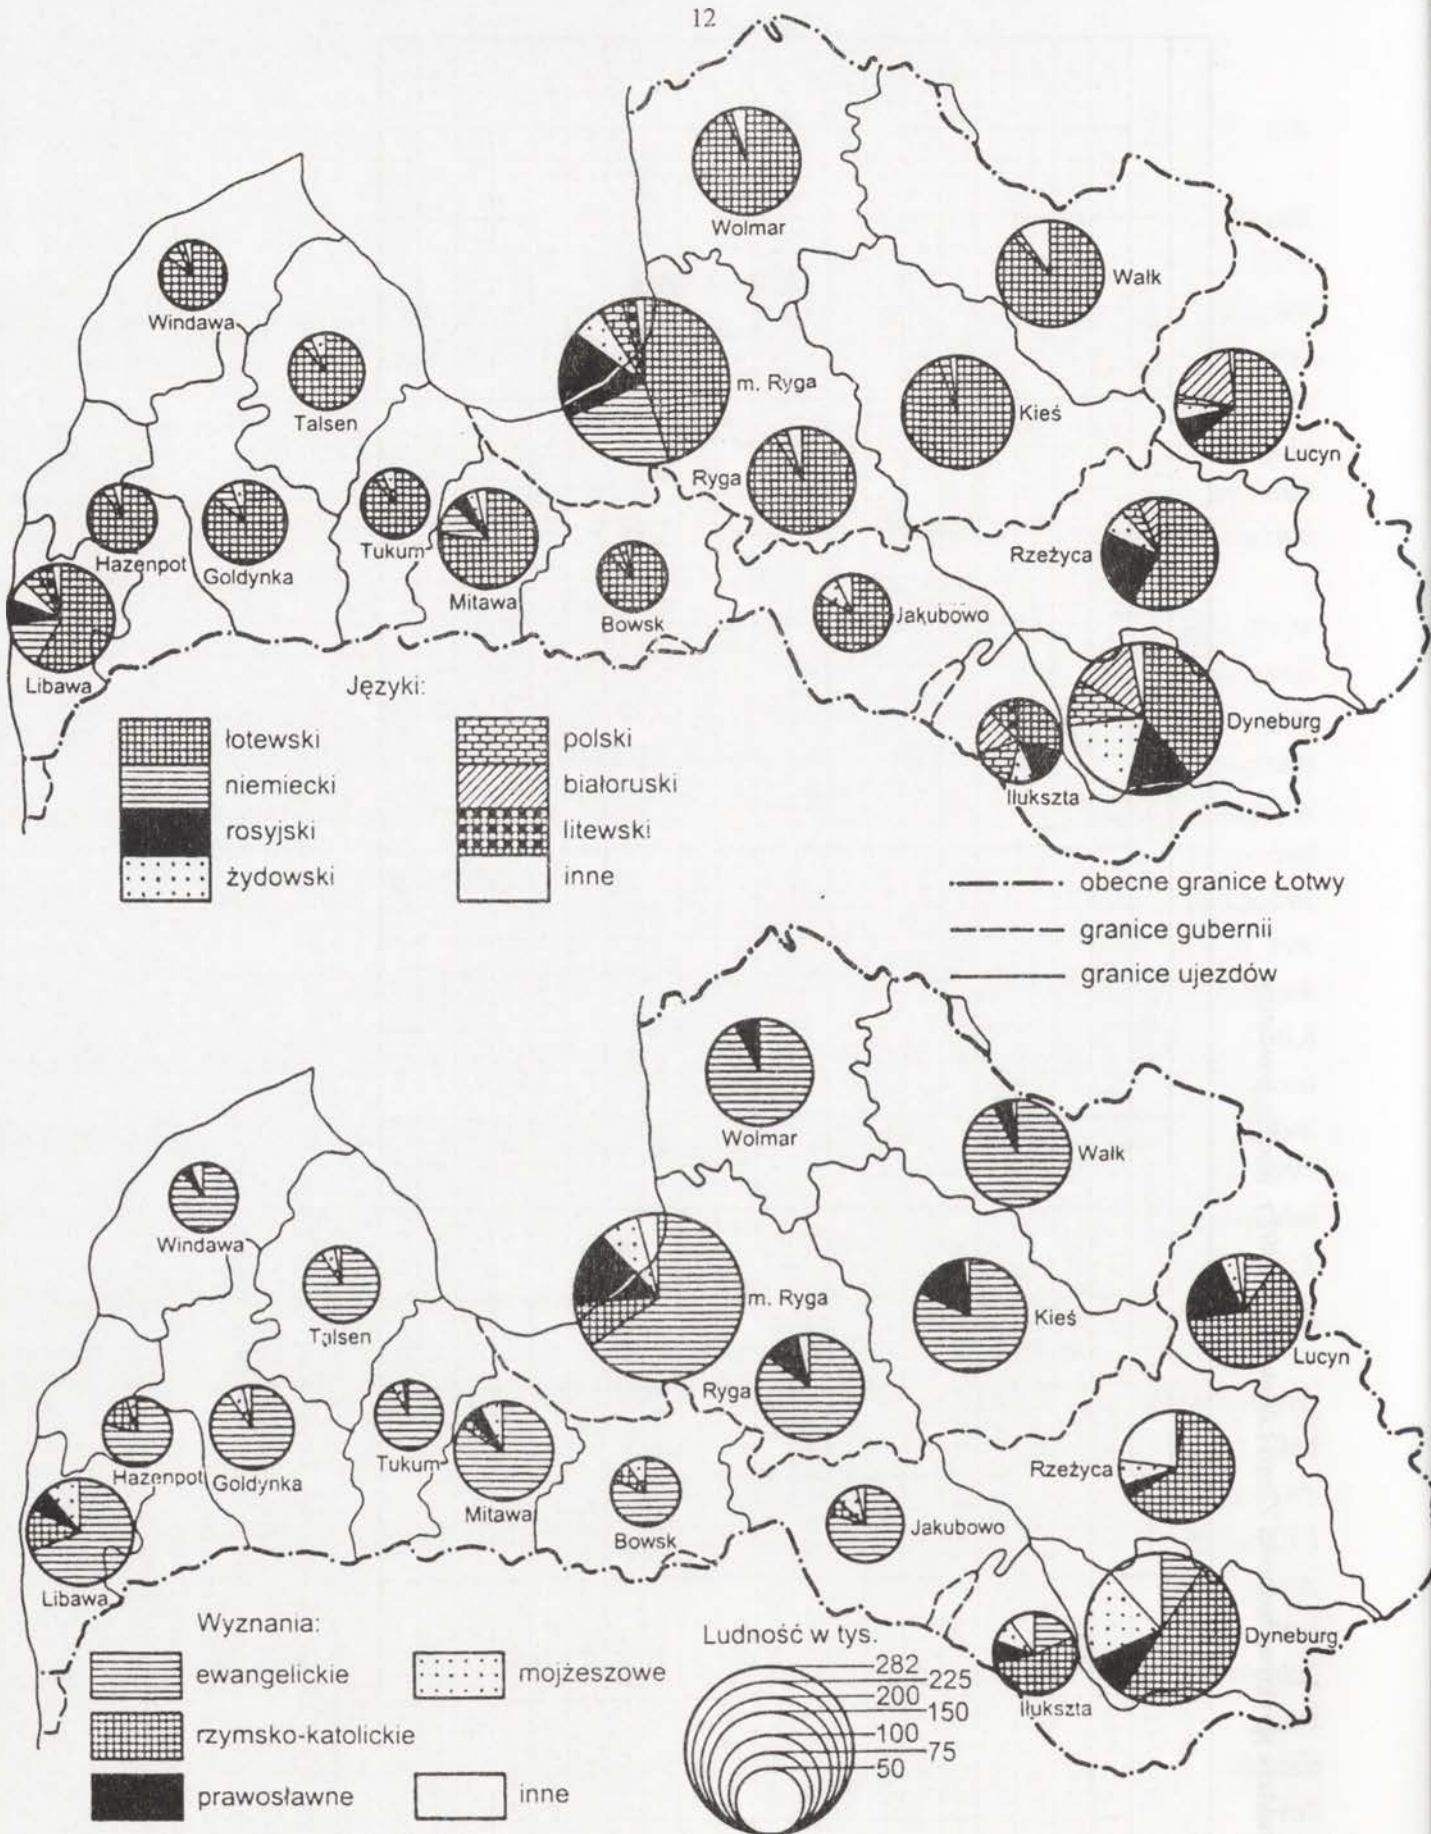 12
Wolmar
Wałk
Windawa
Talsen
m. Ryga
Kieś
Lucyn
Ryga
Hazenpot
Goldynka
Tukum
Mitawa
Bowsk
Rzeżyca
Jakubowo
Libawa
Dyneburg
Iłukszta
Języki:
łotewski
niemiecki
rosyjski
żydowski
polski
białoruski
litewski
inne
obecne granice Łotwy
granice gubernii
granice ujezdów
Wolmar
Wałk
Windawa
Talsen
m. Ryga
Kieś
Lucyn
Ryga
Hazenpot
Goldynka
Tukum
Mitawa
Bowsk
Rzeżyca
Jakubowo
Libawa
Dyneburg
Iłukszta
Wyznania:
ewangelickie
rzymsko-katolickie
prawosławne
mojżeszowe
inne
Ludność w tys.
282
225
200
150
100
75
50